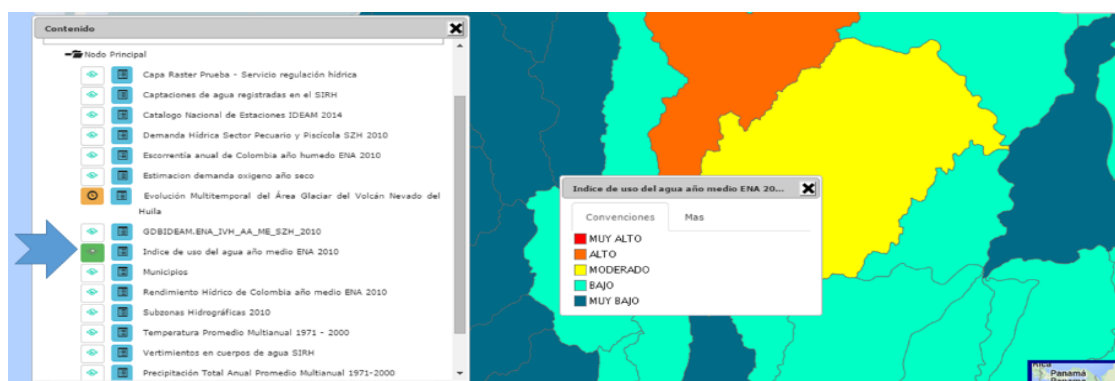 Contenido
Nodo Principal
Capa Raster Prueba - Servicio regulación hídrica
Captaciones de agua registradas en el SIRH
Catalogo Nacional de Estaciones IDEAM 2014
Demanda Hídrica Sector Pecuario y Piscícola SZH 2010
Escorrentia anual de Colombia año humedo ENA 2010
Estimacion demanda oxigeno año seco
Evolución Multitemporal del Área Glaciar del Volcán Nevado del
Huila
GDBIDEAM.ENA_IVH_AA_ME_SZH_2010
Indice de uso del agua año medio ENA 2010
Municipios
Rendimiento Hídrico de Colombia año medio ENA 2010
Subzonas Hidrográficas 2010
Temperatura Promedio Multianual 1971 - 2000
Vertimientos en cuerpos de agua SIRH
Precipitación Total Anual Promedio Multianual 1971-2000
Indice de uso del agua año medio ENA 20...
Convenciones Mas
MUY ALTO
ALTO
MODERADO
BAJO
MUY BAJO
Rica
Panamá
Panama